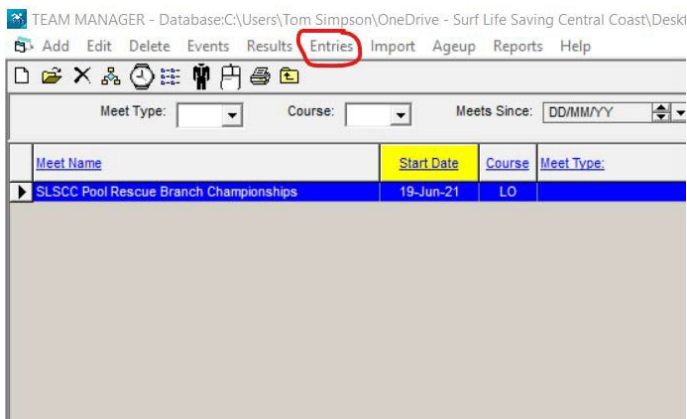 TEAM MANAGER - Database:C:\Users\Tom Simpson\OneDrive - Surf Life Saving Central Coast\Deskt
Add Edit Delete Events Results Entries Import Ageup Reports Help
Meet Type: Course: Meets Since: DD/MM/YY
Meet Name Start Date Course Meet Type:
SLSCC Pool Rescue Branch Championships 19-Jun-21 LO